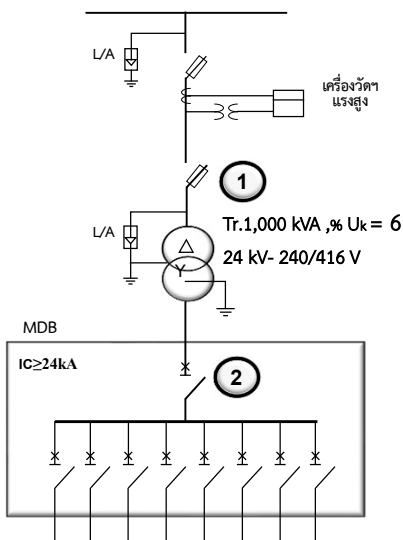 L/A
เครื่องวัดฯ
แรงสูง
1
Tr.1,000 kVA ,% Uk = 6
L/A
24 kV- 240/416 V
Δ
Y
MDB
IC≥24kA
2